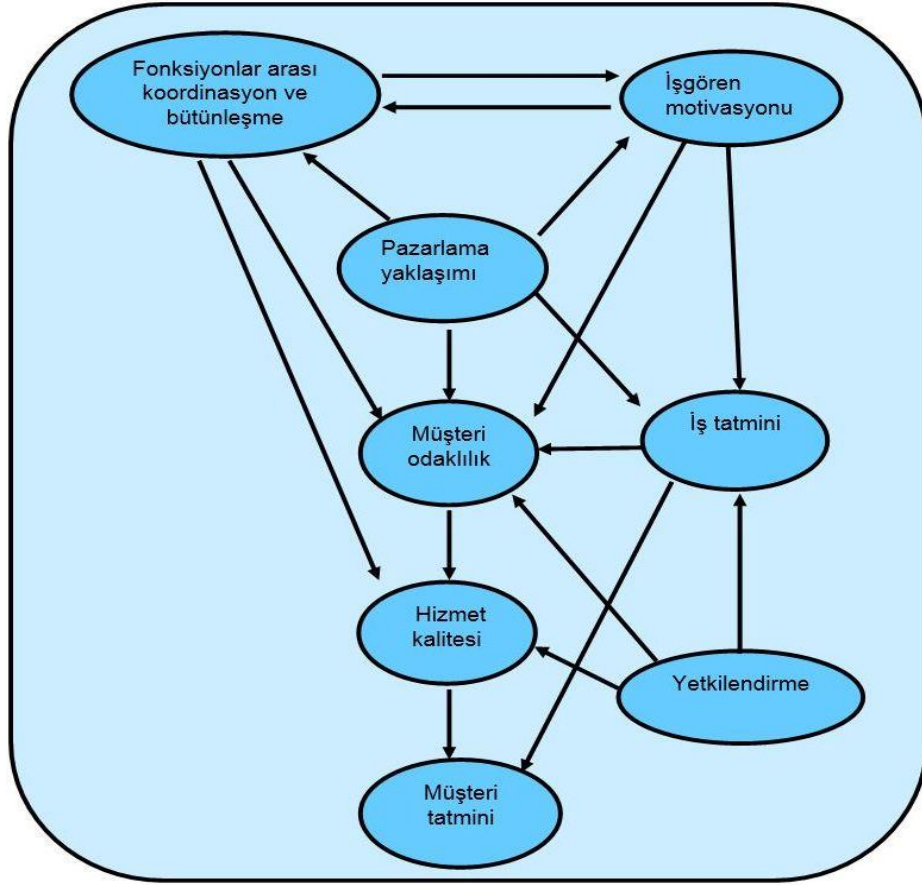 Fonksiyonlar arası
koordinasyon ve
bütünleşme
İşgören
motivasyonu
Pazarlama
yaklaşımı
Müşteri
odaklılık
İş tatmini
Hizmet
kalitesi
Yetkilendirme
Müşteri
tatmini